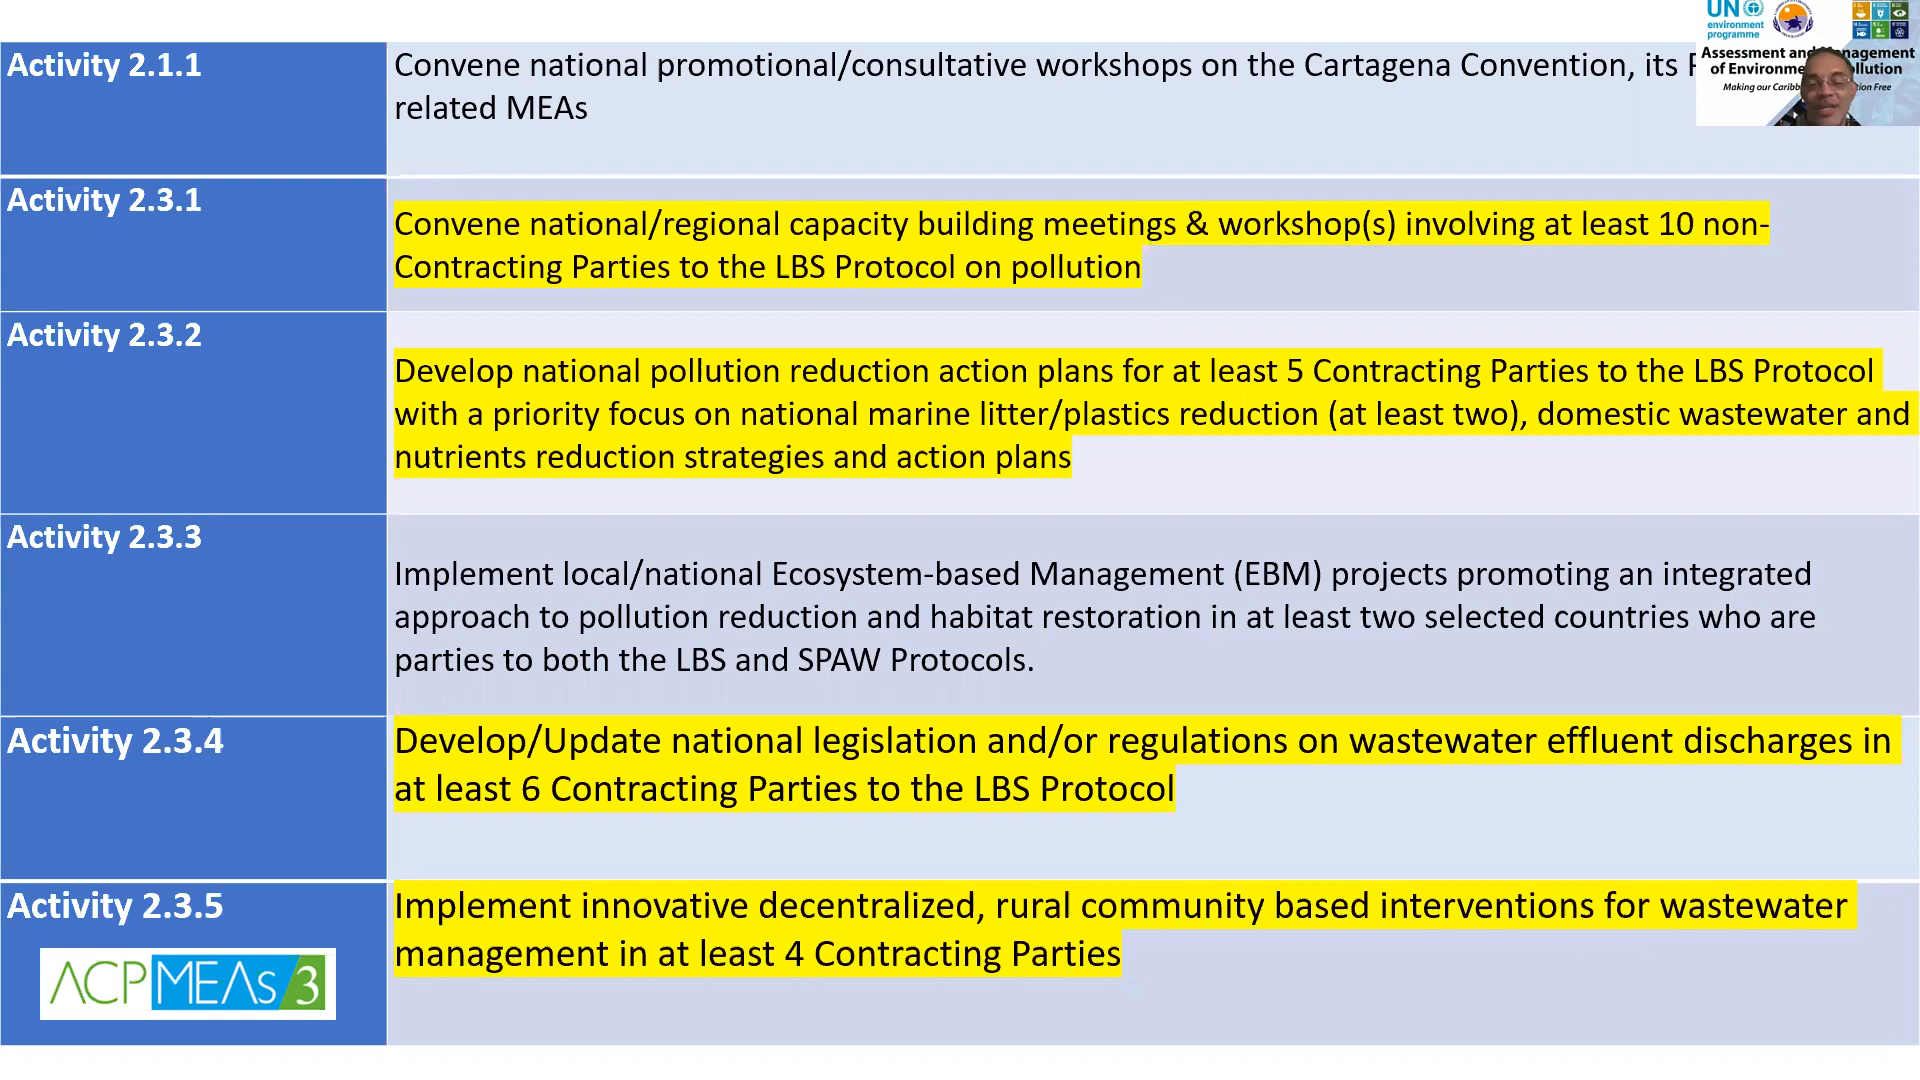 Activity 2.1.1
Convene national promotional/consultative workshops on the Cartagena Convention, its
related MEAs
UN
environment
programme
Assessment and
of Environme
Making our
Free
Activity 2.3.1
Convene national/regional capacity building meetings & workshop(s) involving at least 10 non-
Contracting Parties to the LBS Protocol on pollution
Activity 2.3.2
Develop national pollution reduction action plans for at least 5 Contracting Parties to the LBS Protocol
with a priority focus on national marine litter/plastics reduction (at least two), domestic wastewater and
nutrients reduction strategies and action plans
Activity 2.3.3
Implement local/national Ecosystem-based Management (EBM) projects promoting an integrated
approach to pollution reduction and habitat restoration in at least two selected countries who are
parties to both the LBS and SPAW Protocols.
Activity 2.3.4
Develop/Update national legislation and/or regulations on wastewater effluent discharges in
at least 6 Contracting Parties to the LBS Protocol
Activity 2.3.5
Implement innovative decentralized, rural community based interventions for wastewater
management in at least 4 Contracting Parties
ACP MEAs 3